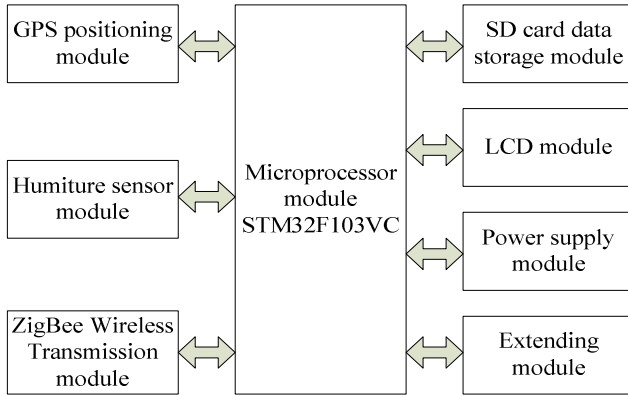 GPS positioning
module
Humiture sensor
module
ZigBee Wireless
Transmission
module
Microprocessor
module
STM32F103VC
SD card data
storage module
LCD module
Power supply
module
Extending
module